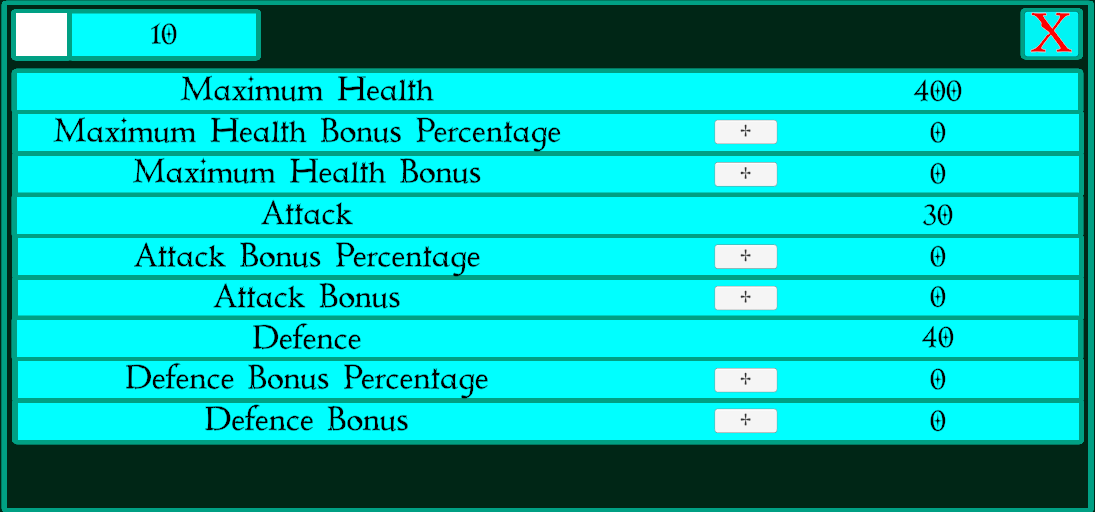 10 X
Maximum Health 400
Maximum Health Bonus Percentage + 0
Maximum Health Bonus + 0
Attack 30
Attack Bonus Percentage + 0
Attack Bonus + 0
Defence 40
Defence Bonus Percentage + 0
Defence Bonus + 0